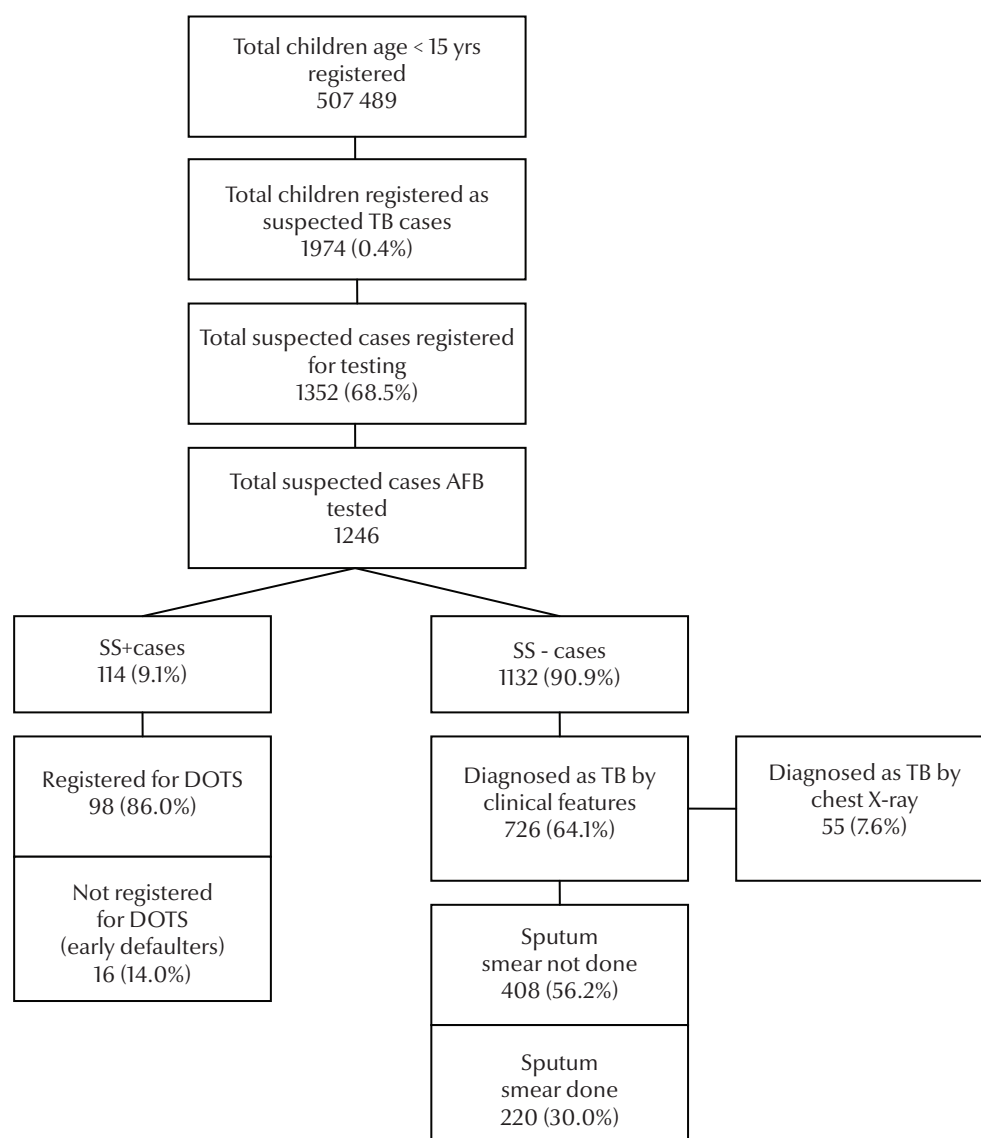 Total children age < 15 yrs
registered
507 489
Total children registered as
suspected TB cases
1974 (0.4%)
Total suspected cases registered
for testing
1352 (68.5%)
Total suspected cases AFB
tested
1246
SS+cases
114 (9.1%)
SS - cases
1132 (90.9%)
Registered for DOTS
98 (86.0%)
Diagnosed as TB by
clinical features
726 (64.1%)
Diagnosed as TB by
chest X-ray
55 (7.6%)
Not registered
for DOTS
(early defaulters)
16 (14.0%)
Sputum
smear not done
408 (56.2%)
Sputum
smear done
220 (30.0%)